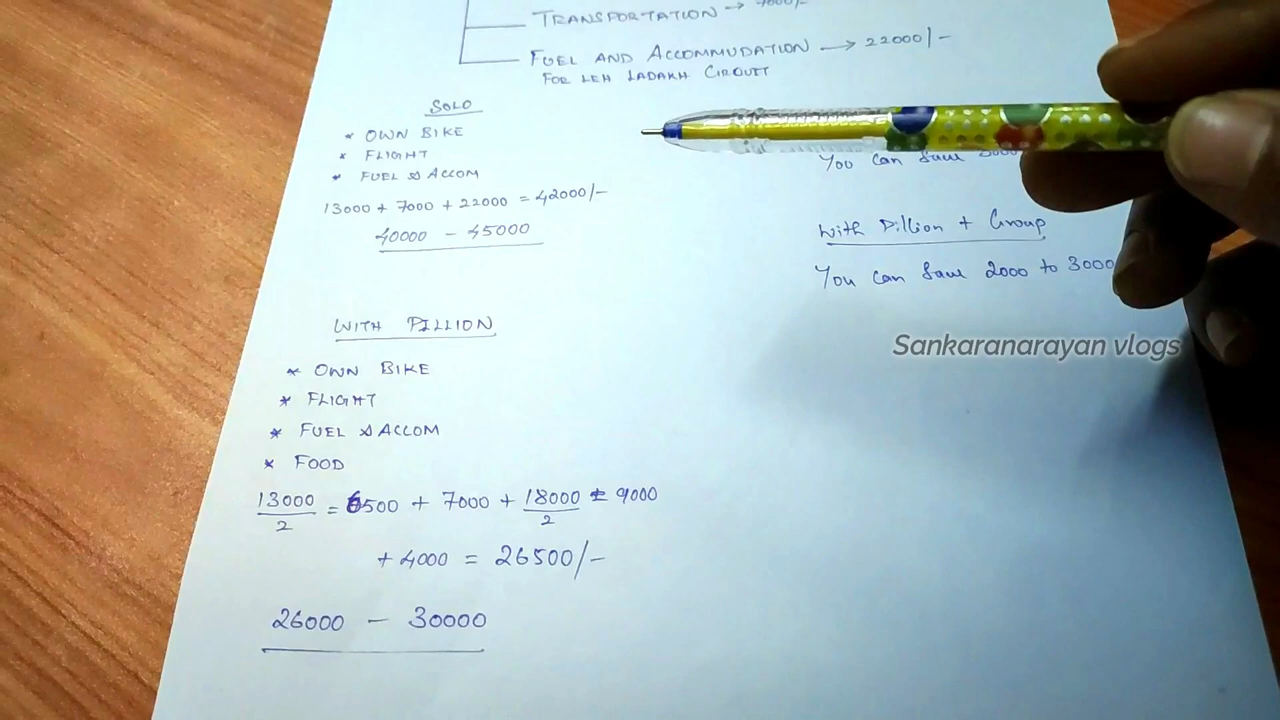 TRANSPORTATION →
FUEL AND ACCOMMUDATION → 22000/-
FOR LEH LADAKH CIRCUIT
SOLO
* OWN BIKE
* FLIGHT
* FUEL & ACCOM
13000 + 7000 + 22000 = 42000/-
40000 - 45000
You can save
With Pillion + Group
You can save 2000 to 3000
Sankaranarayan vlogs
WITH PILLION
* OWN BIKE
* FLIGHT
* FUEL & ACCOM
* FOOD
13000/2 = 6500 + 7000 + 18000/2 = 9000
+ 4000 = 26500/-
26000 - 30000